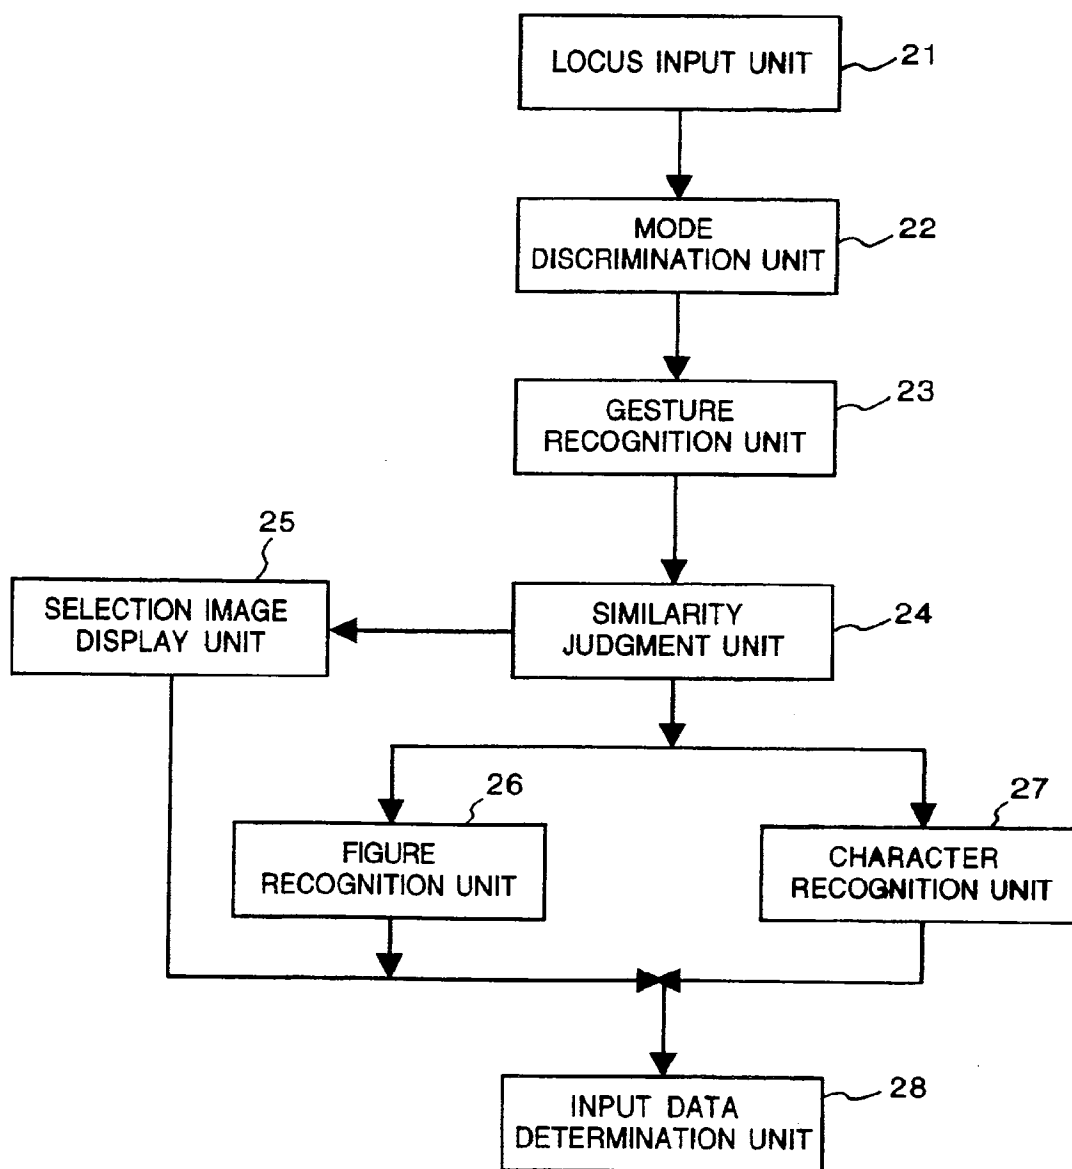 LOCUS INPUT UNIT
21
MODE
DISCRIMINATION UNIT
22
GESTURE
RECOGNITION UNIT
23
25
SELECTION IMAGE
DISPLAY UNIT
SIMILARITY
JUDGMENT UNIT
24
26
FIGURE
RECOGNITION UNIT
27
CHARACTER
RECOGNITION UNIT
INPUT DATA
DETERMINATION UNIT
28